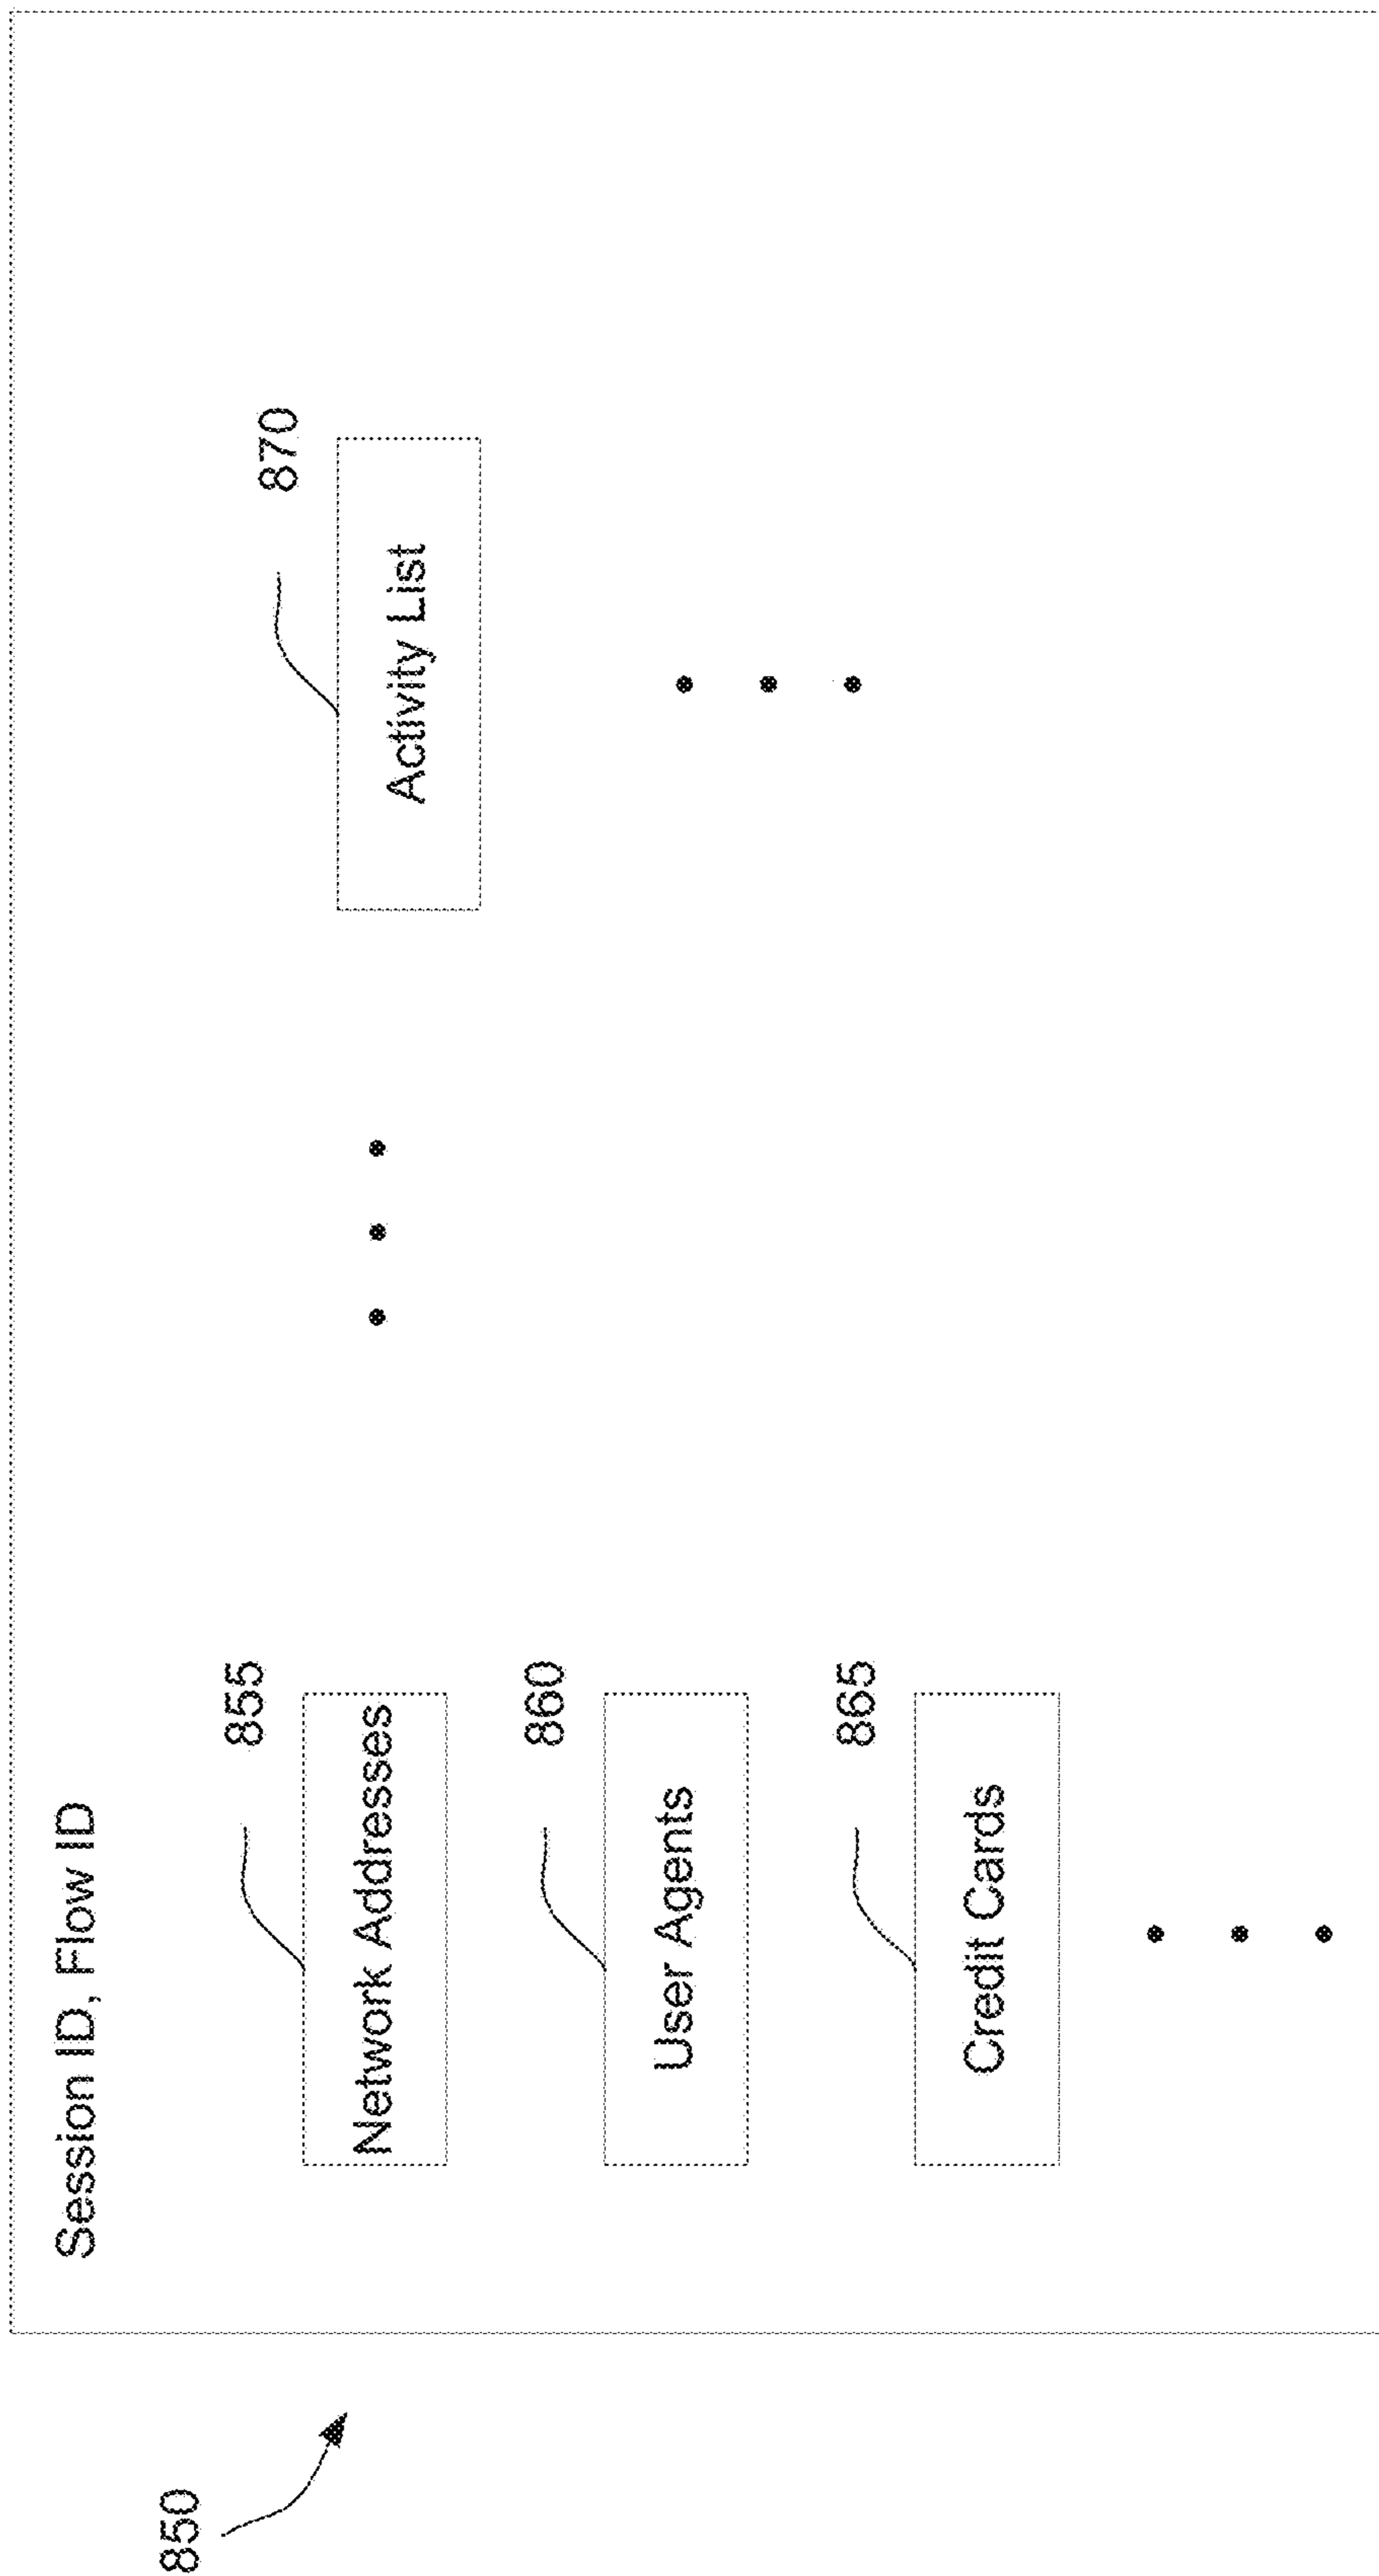 850
Session ID, Flow ID
855
Network Addresses
870
Activity List
860
User Agents
865
Credit Cards